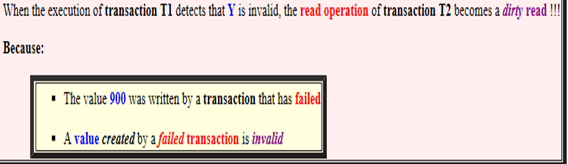 When the execution of transaction T1 detects that Y is invalid, the read operation of transaction T2 becomes a dirty read !!!
Because:
▪ The value 900 was written by a transaction that has failed
▪ A value created by a failed transaction is invalid